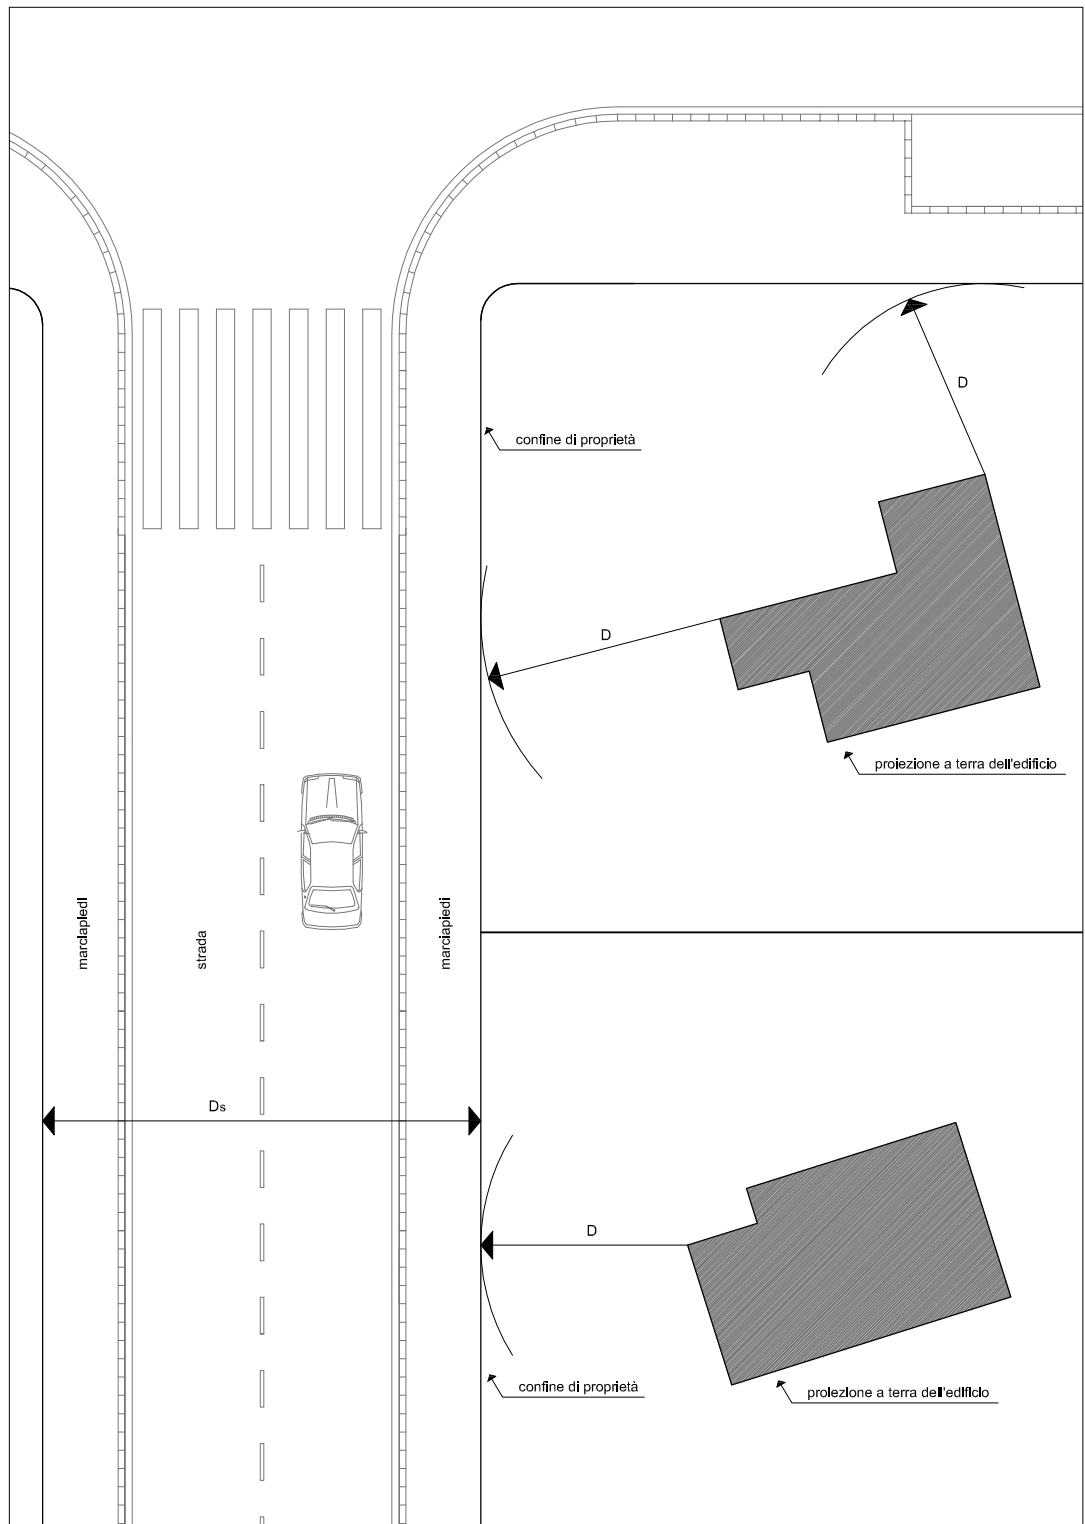 D
confine di proprietà
D
proiezione a terra dell'edificio
marciapiedi
strada
marciapiedi
Ds
D
confine di proprietà
proiezione a terra dell'edificio